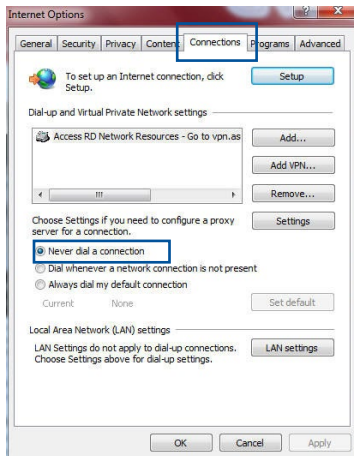 Internet Options
General Security Privacy Content Connections Programs Advanced
To set up an Internet connection, click
Setup.
Setup
Dial-up and Virtual Private Network settings
Access RD Network Resources - Go to vpn.as
Add...
Add VPN...
Remove...
Choose Settings if you need to configure a proxy
server for a connection.
Settings
Never dial a connection
Dial whenever a network connection is not present
Always dial my default connection
Current None
Set default
Local Area Network (LAN) settings
LAN Settings do not apply to dial-up connections.
Choose Settings above for dial-up settings.
LAN settings
OK Cancel Apply